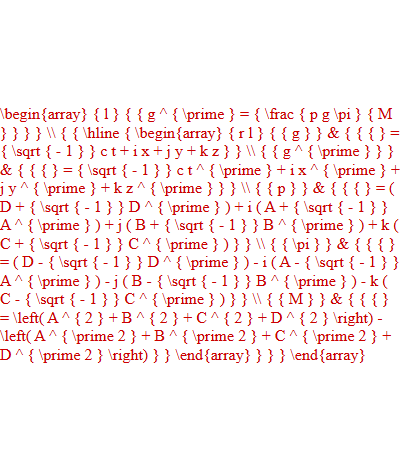 \begin{array} { l } { { g ^ { \prime } = { \frac { p g \pi } { M
} } } } \\ { { \hline { \begin{array} { r l } { { g } } & { { { } =
{ \sqrt { - 1 } } c t + i x + j y + k z } } \\ { { g ^ { \prime } } }
& { { { } = { \sqrt { - 1 } } c t ^ { \prime } + i x ^ { \prime } +
j y ^ { \prime } + k z ^ { \prime } } } \\ { { p } } & { { { } = (
D + { \sqrt { - 1 } } D ^ { \prime } ) + i ( A + { \sqrt { - 1 } }
A ^ { \prime } ) + j ( B + { \sqrt { - 1 } } B ^ { \prime } ) + k (
C + { \sqrt { - 1 } } C ^ { \prime } ) } } \\ { { \pi } } & { { { }
= ( D - { \sqrt { - 1 } } D ^ { \prime } ) - i ( A - { \sqrt { - 1 } }
A ^ { \prime } ) - j ( B - { \sqrt { - 1 } } B ^ { \prime } ) - k (
C - { \sqrt { - 1 } } C ^ { \prime } ) } } \\ { { M } } & { { { }
= \left( A ^ { 2 } + B ^ { 2 } + C ^ { 2 } + D ^ { 2 } \right) -
\left( A ^ { \prime 2 } + B ^ { \prime 2 } + C ^ { \prime 2 } +
D ^ { \prime 2 } \right) } } \end{array} } } } \end{array}